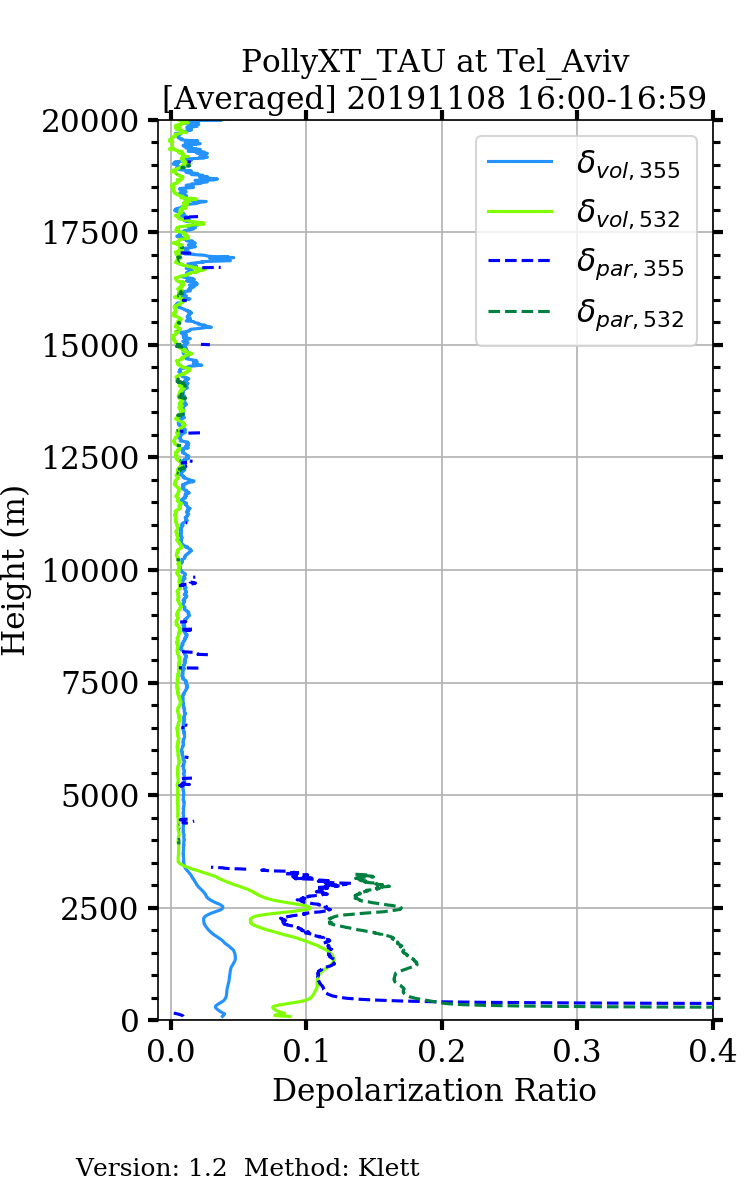 PollyXT_TAU at Tel_Aviv
[Averaged] 20191108 16:00-16:59
20000
17500
15000
12500
10000
7500
5000
2500
0
Height (m)
δvol, 355
δvol, 532
δpar, 355
δpar, 532
0.0 0.1 0.2 0.3 0.4
Depolarization Ratio
Version: 1.2 Method: Klett